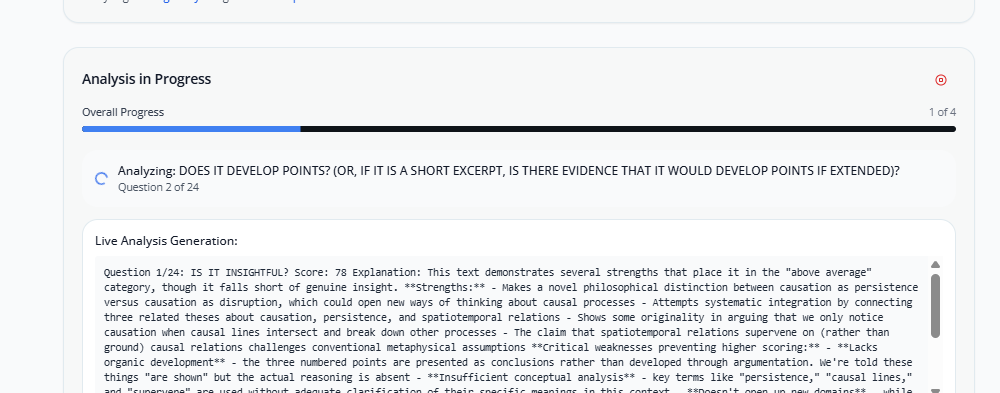 Analysis in Progress
Overall Progress
1 of 4
Analyzing: DOES IT DEVELOP POINTS? (OR, IF IT IS A SHORT EXCERPT, IS THERE EVIDENCE THAT IT WOULD DEVELOP POINTS IF EXTENDED)?
Question 2 of 24
Live Analysis Generation:
Question 1/24: IS IT INSIGHTFUL? Score: 78 Explanation: This text demonstrates several strengths that place it in the "above average"
category, though it falls short of genuine insight. **Strengths:** - Makes a novel philosophical distinction between causation as persistence
versus causation as disruption, which could open new ways of thinking about causal processes - Attempts systematic integration by connecting
three related theses about causation, persistence, and spatiotemporal relations - Shows some originality in arguing that we only notice
causation when causal lines intersect and break down other processes - The claim that spatiotemporal relations supervene on (rather than
ground) causal relations challenges conventional metaphysical assumptions **Critical weaknesses preventing higher scoring:** - **Lacks
organic development** - the three numbered points are presented as conclusions rather than developed through argumentation. We're told these
things "are shown" but the actual reasoning is absent - **Insufficient conceptual analysis** - key terms like "persistence," "causal lines,"
and "supervene" are used without adequate clarification of their specific meanings in this context - **Doesn't open up new domains** - while